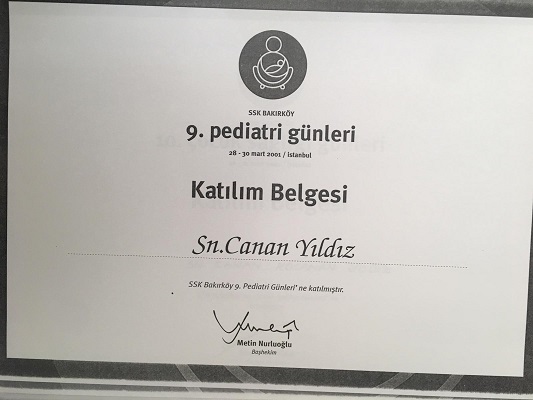 SSK BAKIRKÖY
9. pediatri günleri
28 - 30 mart 2001 / istanbul
Katılım Belgesi
Sn.Canan Yıldız
SSK Bakırköy 9. Pediatri Günleri' ne katılmıştır.
Metin Nurluoğlu
Başhekim